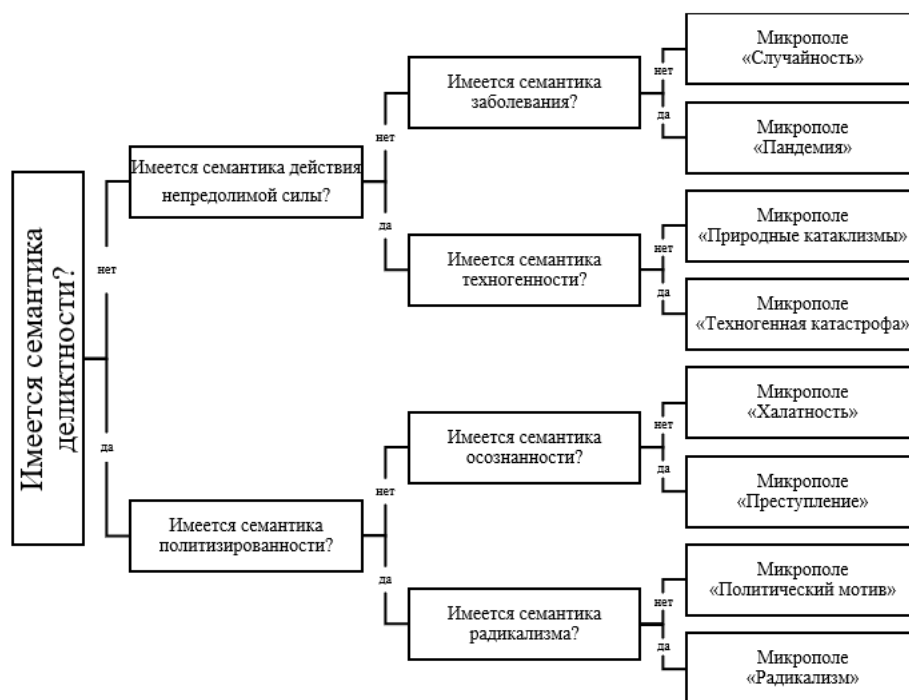 Имеется семантика
деликтности?
нет
да
Имеется семантика действия
непредолимой силы?
нет
да
Имеется семантика
политизированности?
нет
да
Имеется семантика
заболевания?
нет
да
Имеется семантика
техногенности?
нет
да
Имеется семантика
осознанности?
нет
да
Имеется семантика
радикализма?
нет
да
Микрополе
«Случайность»
Микрополе
«Пандемия»
Микрополе
«Природные катаклизмы»
Микрополе
«Техногенная катастрофа»
Микрополе
«Халатность»
Микрополе
«Преступление»
Микрополе
«Политический мотив»
Микрополе
«Радикализм»